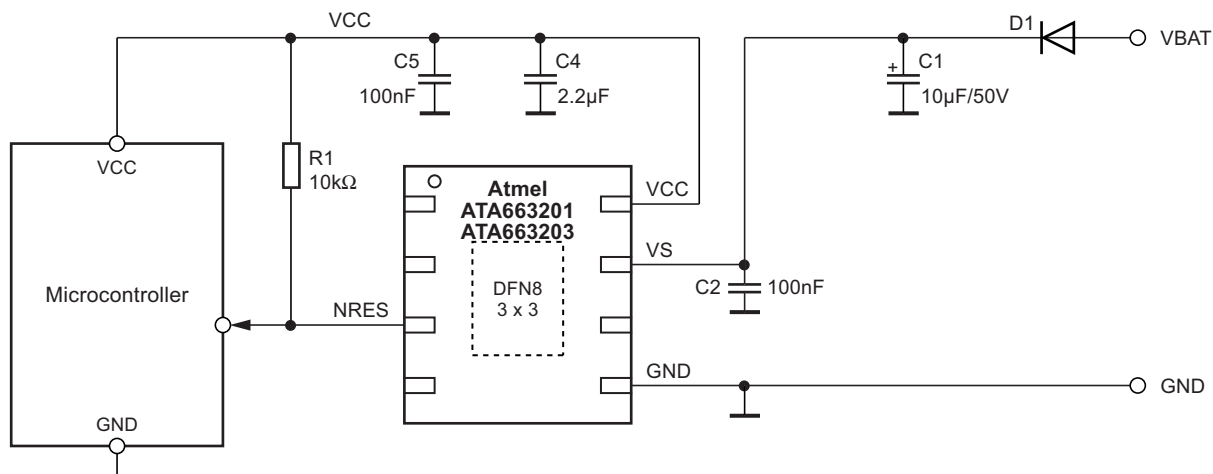 VCC
D1
VBAT
C5
100nF
C4
2.2µF
+
C1
10µF/50V
VCC
R1
10kΩ
Atmel
ATA663201
ATA663203
VCC
VS
Microcontroller
DFN8
3 x 3
C2
100nF
NRES
GND
GND
GND